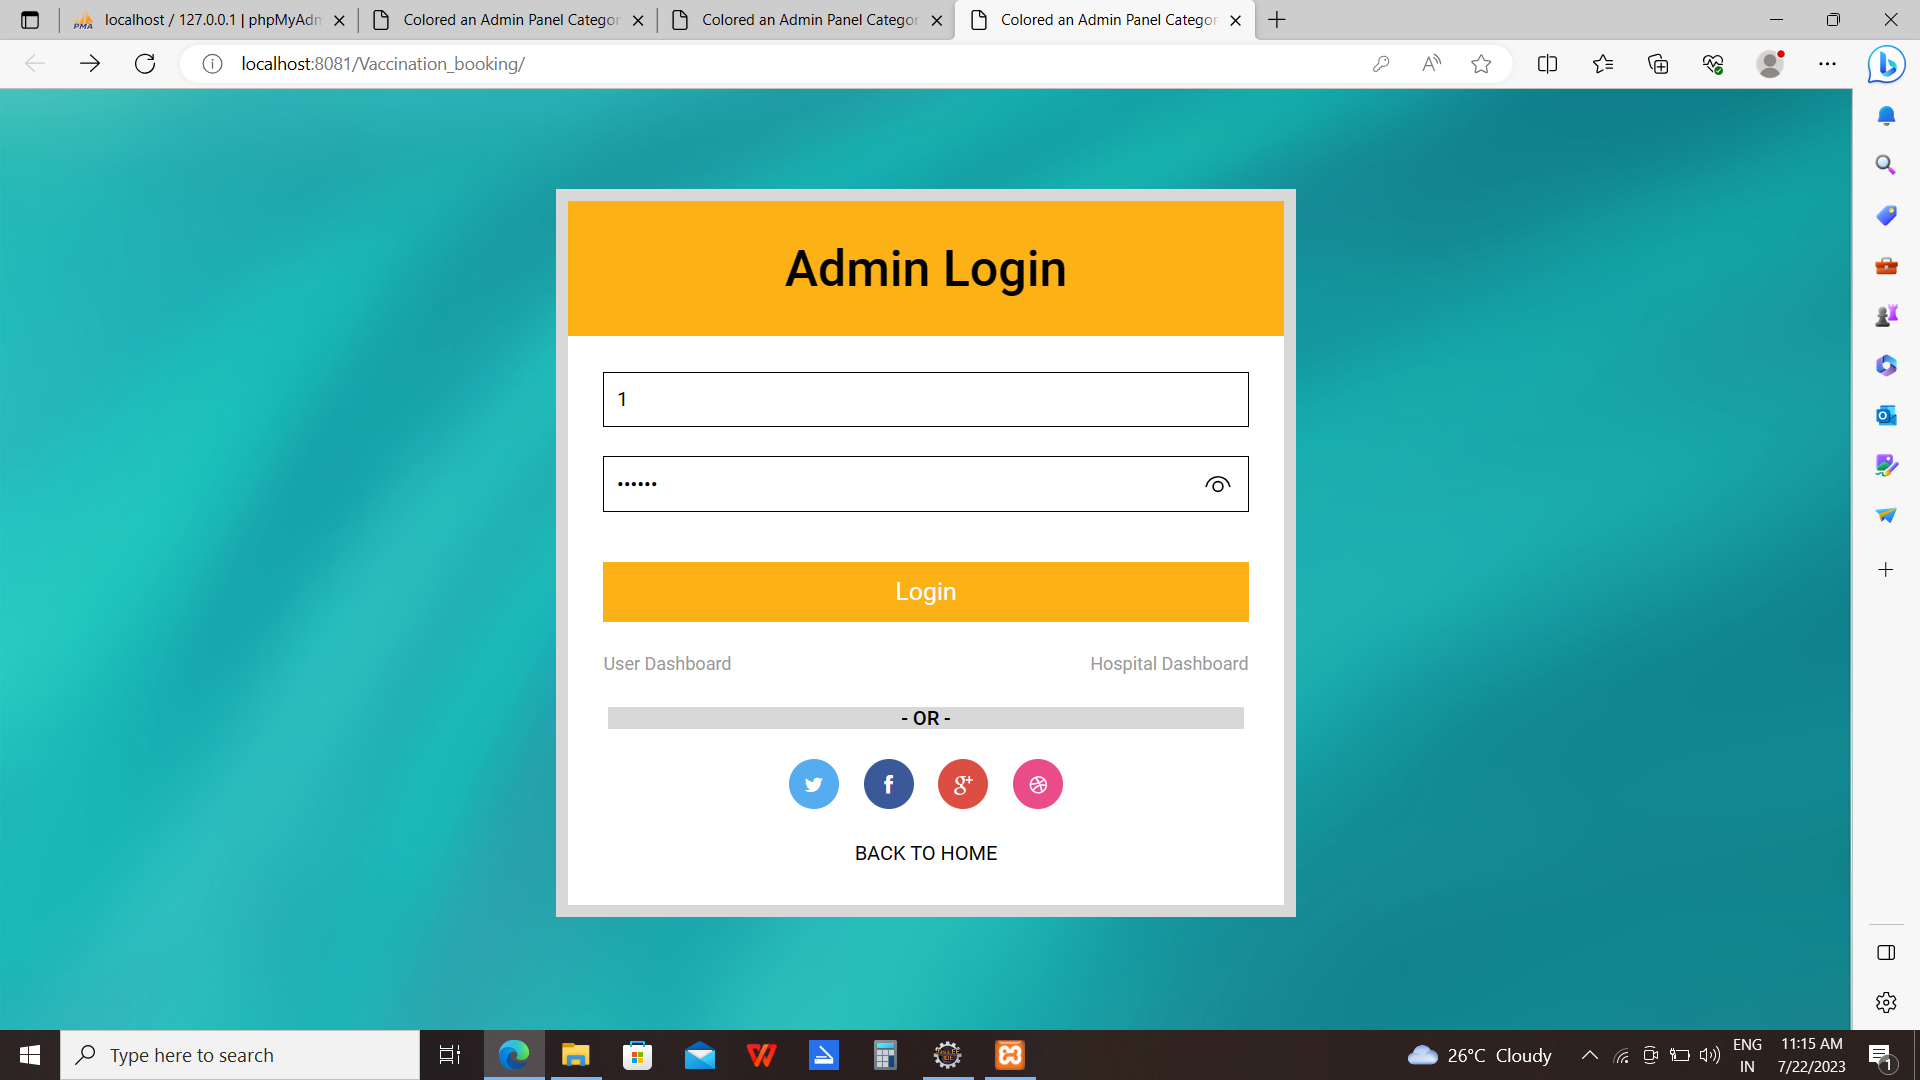 localhost / 127.0.0.1 | phpMyAdm
Colored an Admin Panel Categor
Colored an Admin Panel Categor
Colored an Admin Panel Categor
localhost:8081/Vaccination_booking/
Admin Login
1
••••••
Login
User Dashboard
Hospital Dashboard
- OR -
BACK TO HOME
Type here to search
26°C Cloudy
ENG
IN
11:15 AM
7/22/2023
1